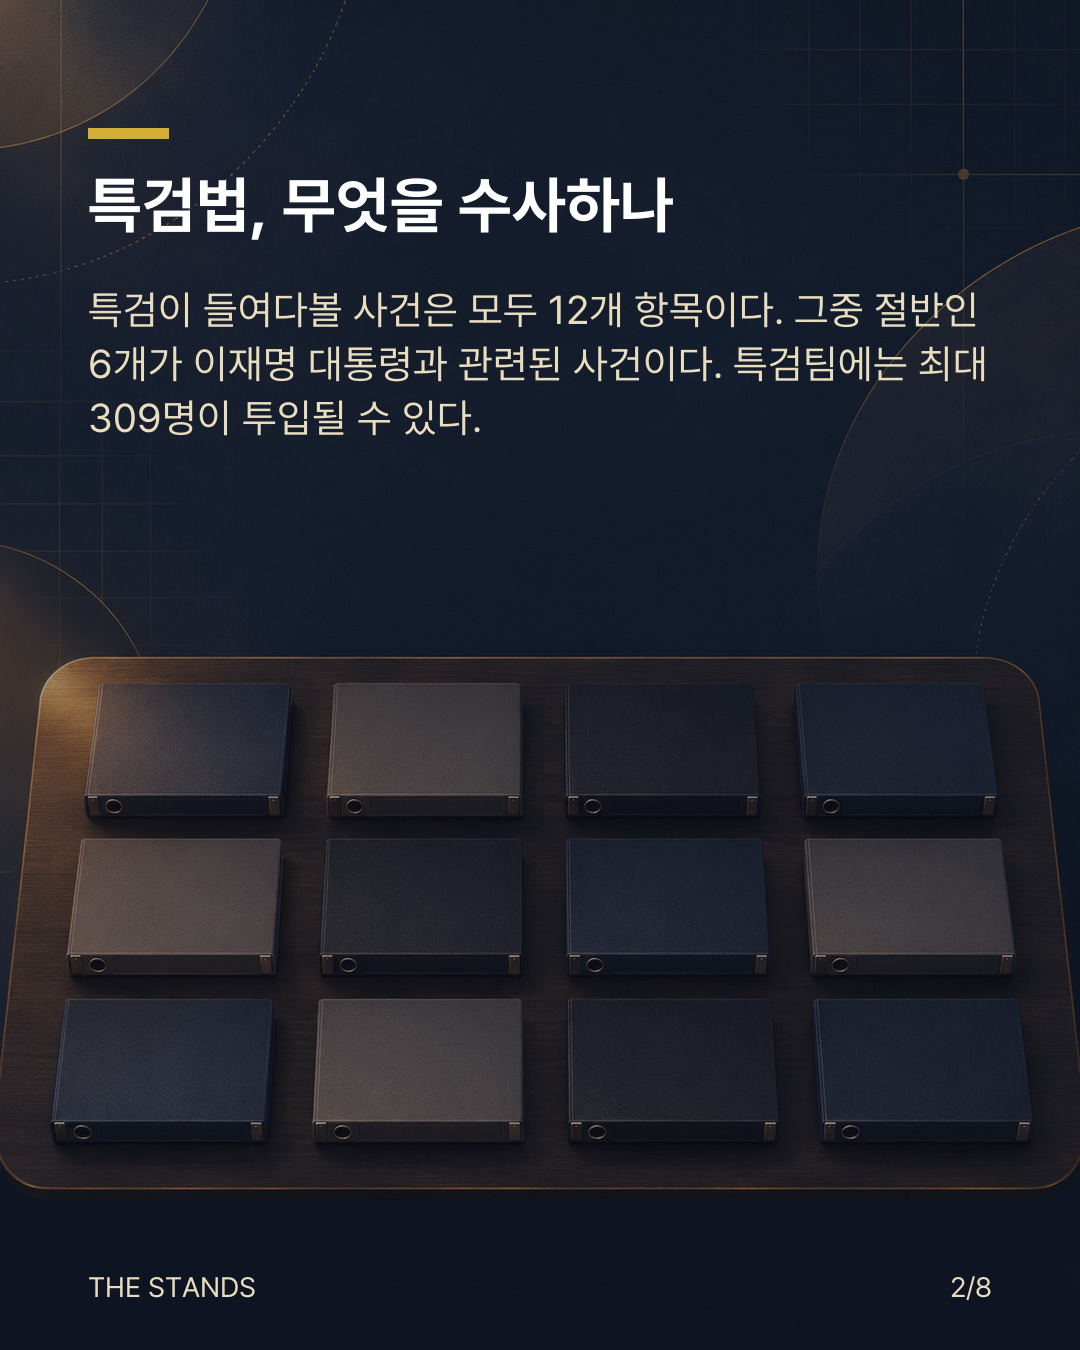 특검법, 무엇을 수사하나
특검이 들여다볼 사건은 모두 12개 항목이다. 그중 절반인
6개가 이재명 대통령과 관련된 사건이다. 특검팀에는 최대
309명이 투입될 수 있다.
THE STANDS
2/8